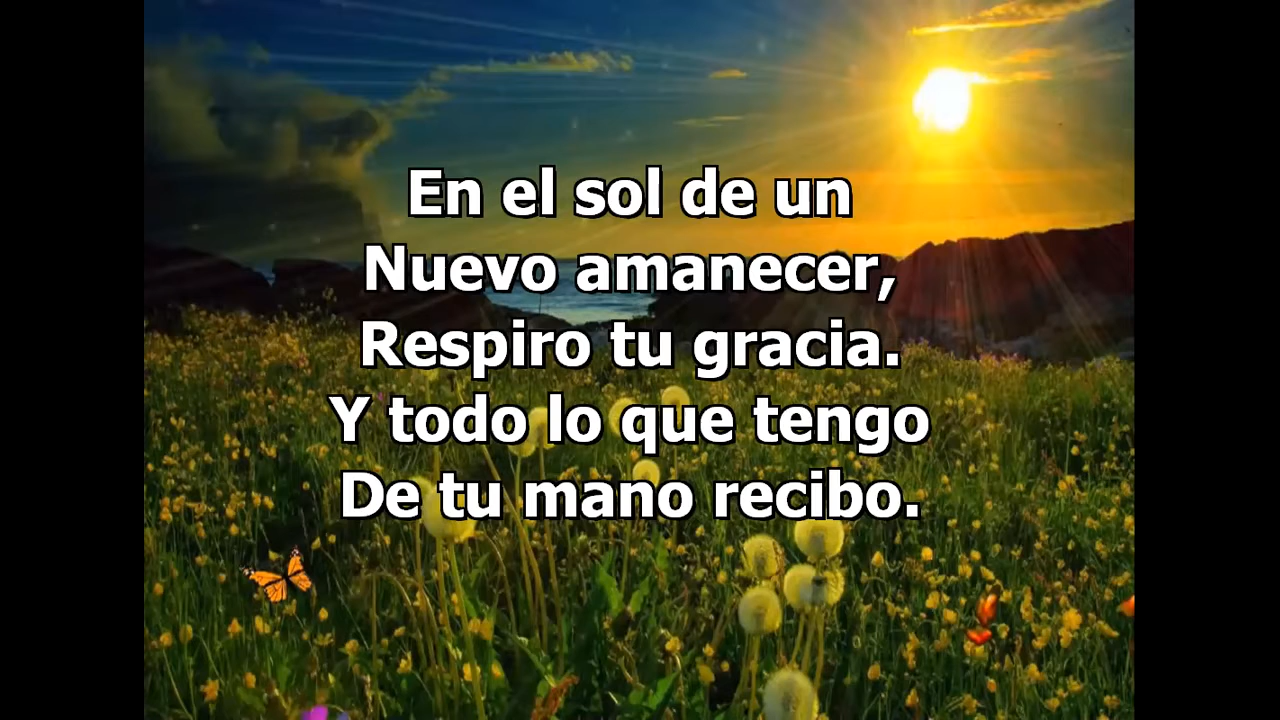 En el sol de un
Nuevo amanecer,
Respiro tu gracia.
Y todo lo que tengo
De tu mano recibo.